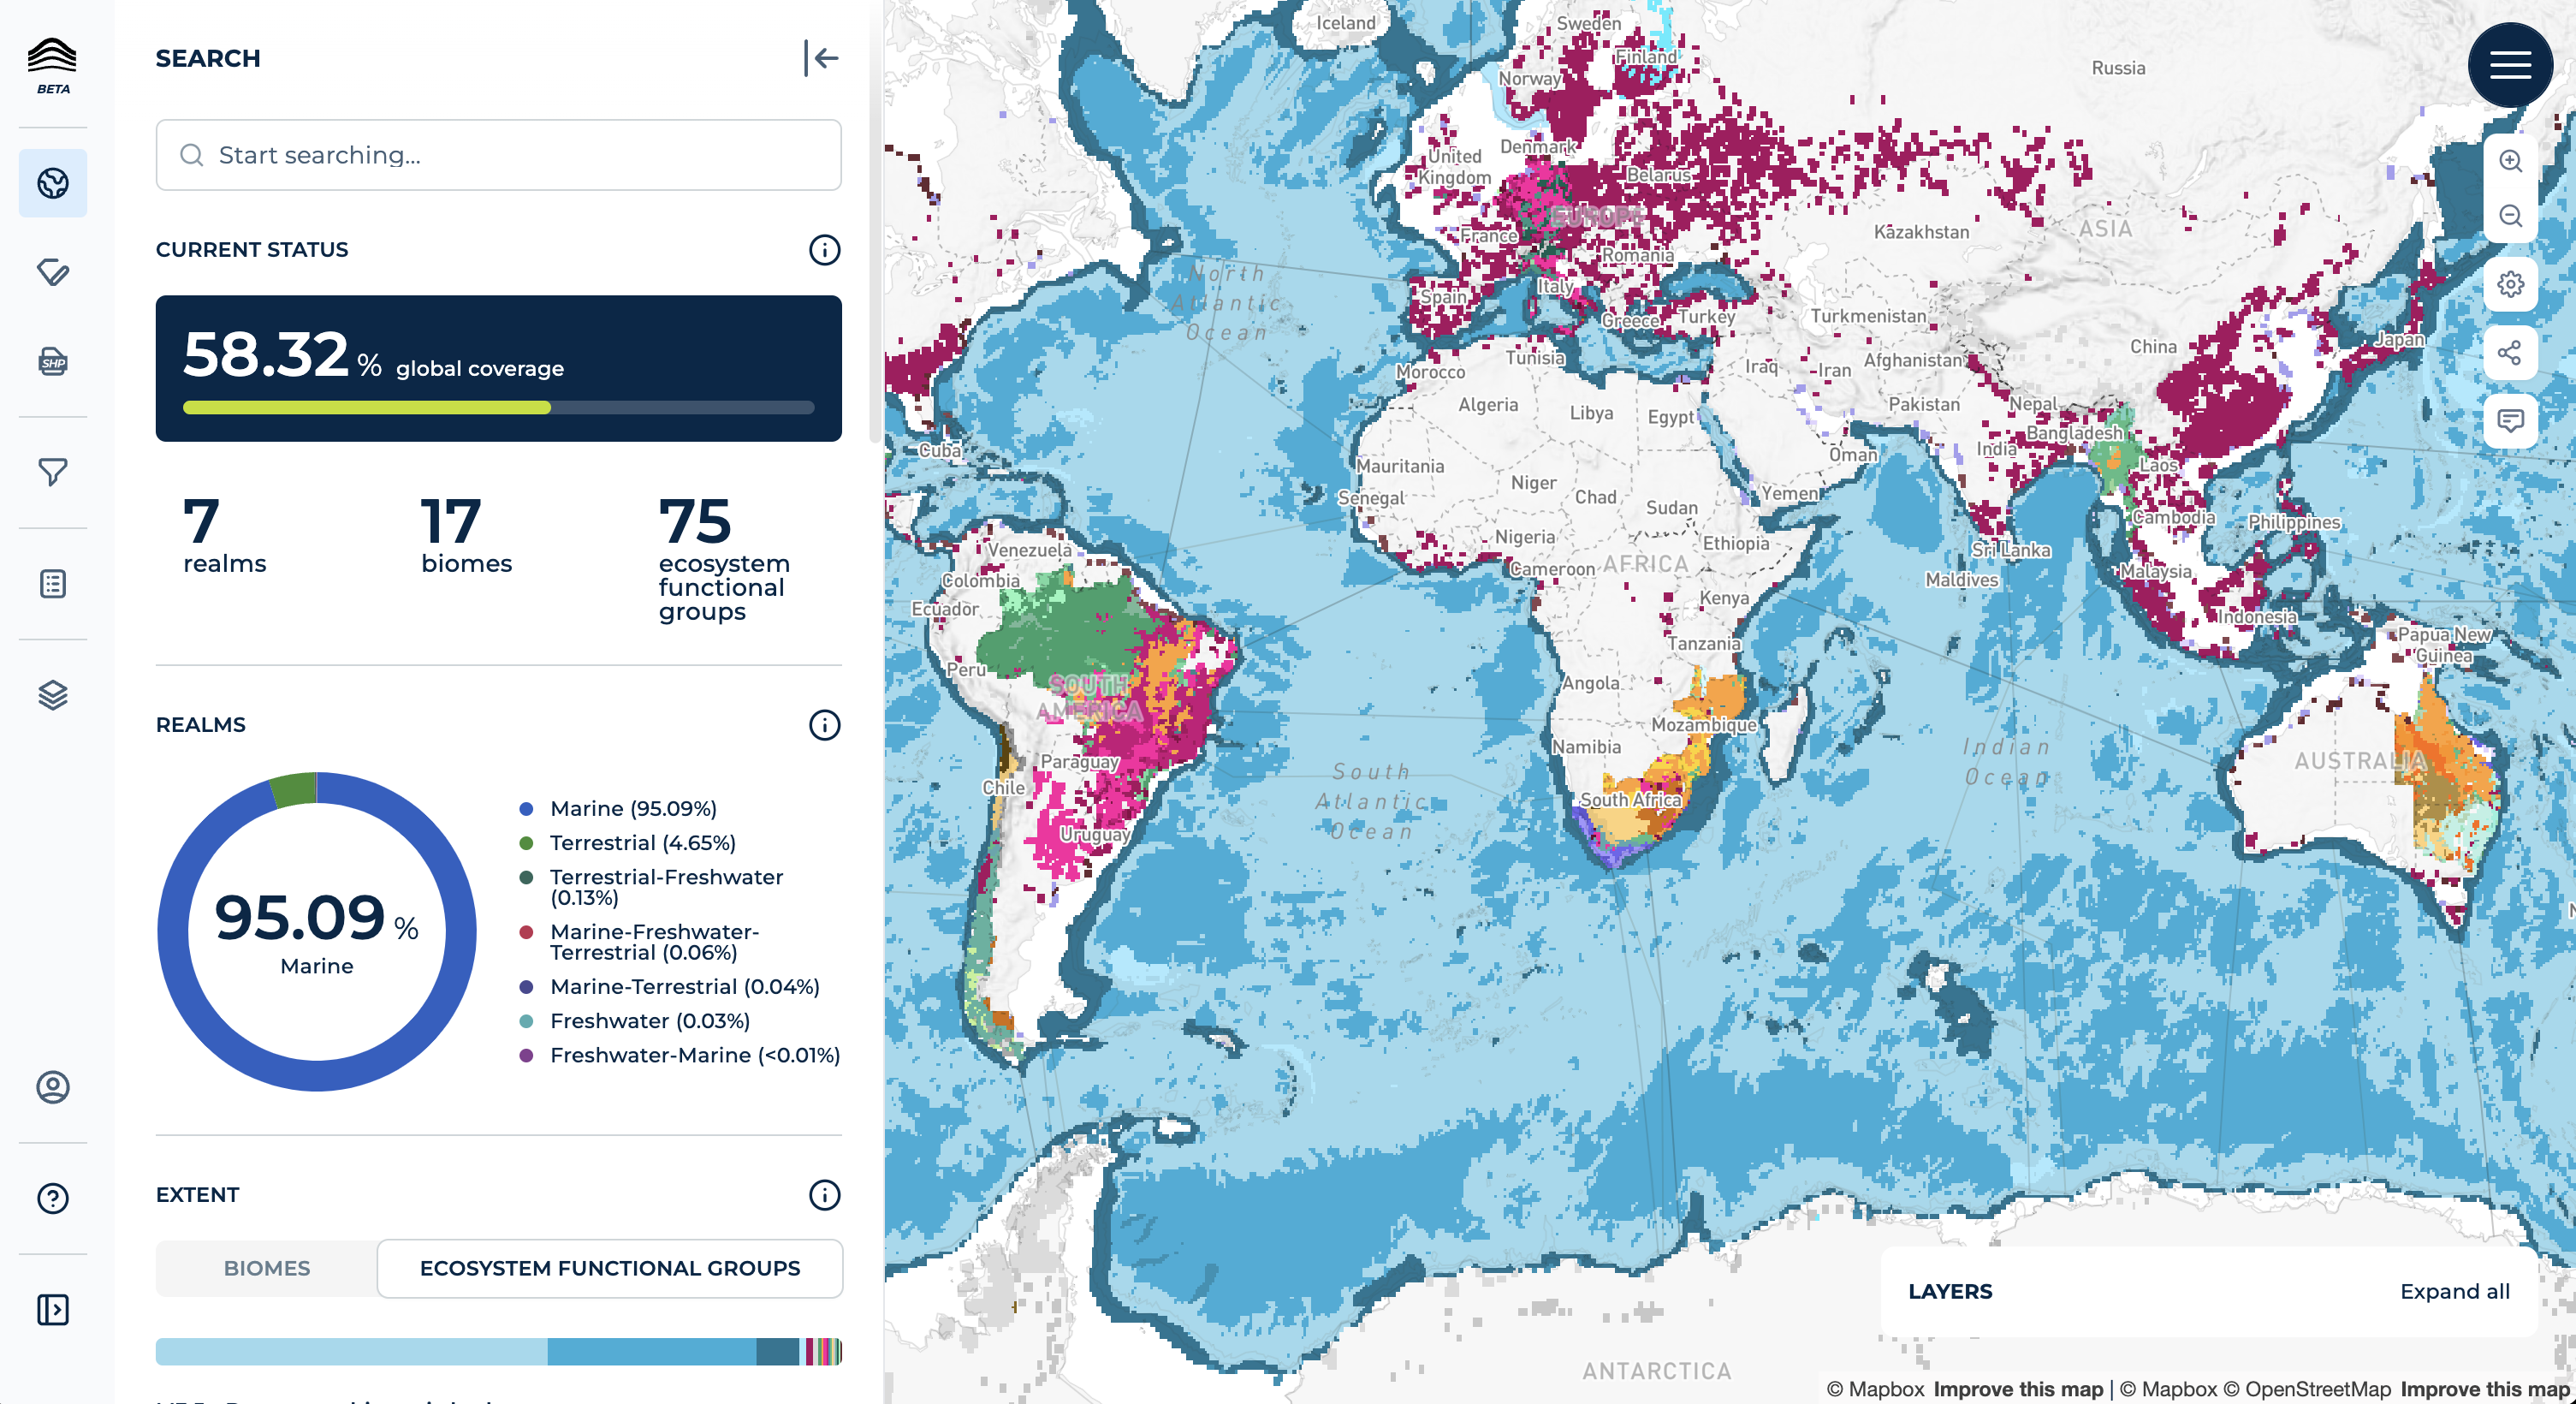 BETA
SHP
SEARCH
Start searching...
CURRENT STATUS
58.32 % global coverage
7
realms
17
biomes
75
ecosystem
functional
groups
REALMS
95.09 %
Marine
Marine (95.09%)
Terrestrial (4.65%)
Terrestrial-Freshwater
(0.13%)
Marine-Freshwater-
Terrestrial (0.06%)
Marine-Terrestrial (0.04%)
Freshwater (0.03%)
Freshwater-Marine (<0.01%)
EXTENT
BIOMES
ECOSYSTEM FUNCTIONAL GROUPS
Iceland
Sweden
Finland
Norway
Russia
Denmark
United
Kingdom
Belarus
EUROPE
France
Kazakhstan
ASIA
Romania
North
Atlantic
Ocean
Italy
Spain
Greece
Turkey
Turkmenistan
Japan
China
Tunisia
Morocco
Iraq
Iran
Afghanistan
Algeria
Libya
Egypt
Pakistan
Nepal
Bangladesh
Cuba
India
Oman
Mauritania
Laos
Niger
Chad
Senegal
Sudan
Yemen
Cambodia
Philippines
Nigeria
Ethiopia
Venezuela
Sri Lanka
Cameroon
AFRICA
Malaysia
Colombia
Maldives
Kenya
Ecuador
Indonesia
Tanzania
Papua New
Guinea
Peru
Angola
SOUTH
AMERICA
Mozambique
Namibia
Indian
Ocean
Paraguay
AUSTRALIA
South
Atlantic
Ocean
Chile
South Africa
Uruguay
N
LAYERS
Expand all
ANTARCTICA
© Mapbox Improve this map | © Mapbox © OpenStreetMap Improve this map